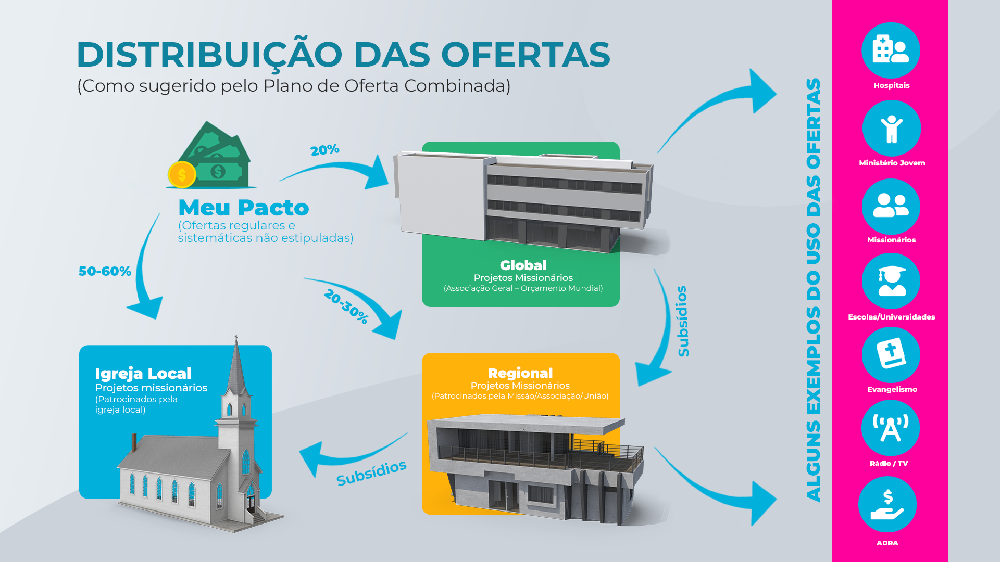 DISTRIBUIÇÃO DAS OFERTAS
(Como sugerido pelo Plano de Oferta Combinada)
20%
Meu Pacto
(Ofertas regulares e
sistemáticas não estipuladas)
50-60%
20-30%
Global
Projetos Missionários
(Associação Geral – Orçamento Mundial)
Subsídios
Igreja Local
Projetos missionários
(Patrocinados pela
igreja local)
Regional
Projetos Missionários
(Patrocinados pela Missão/Associação/União)
Subsídios
ALGUNS EXEMPLOS DO USO DAS OFERTAS
Hospitais
Ministério Jovem
Missionários
Escolas/Universidades
Evangelismo
Rádio / TV
ADRA